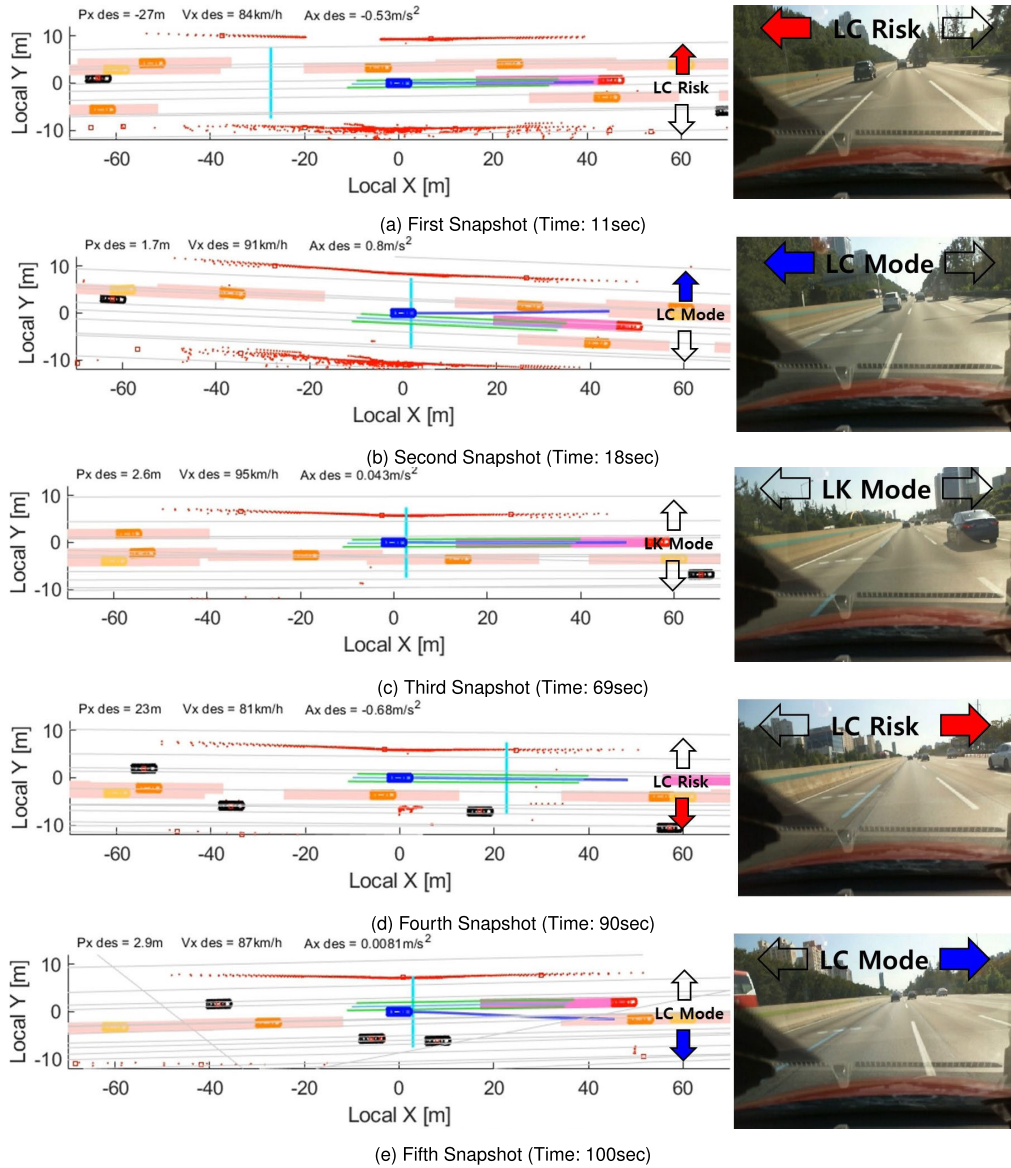 Px des = -27m Vx des = 84km/h Ax des = -0.53m/s²
10
0
-10
Local Y [m]
LC Risk
-60 -40 -20 0 20 40 60
Local X [m]
LC Risk
(a) First Snapshot (Time: 11sec)
Px des = 1.7m Vx des = 91km/h Ax des = 0.8m/s²
10
0
-10
Local Y [m]
LC Mode
-60 -40 -20 0 20 40 60
Local X [m]
LC Mode
(b) Second Snapshot (Time: 18sec)
Px des = 2.6m Vx des = 95km/h Ax des = 0.043m/s²
10
0
-10
Local Y [m]
LK Mode
-60 -40 -20 0 20 40 60
Local X [m]
LK Mode
(c) Third Snapshot (Time: 69sec)
Px des = 23m Vx des = 81km/h Ax des = -0.68m/s²
10
0
-10
Local Y [m]
LC Risk
-60 -40 -20 0 20 40 60
Local X [m]
LC Risk
(d) Fourth Snapshot (Time: 90sec)
Px des = 2.9m Vx des = 87km/h Ax des = 0.0081m/s²
10
0
-10
Local Y [m]
LC Mode
-60 -40 -20 0 20 40 60
Local X [m]
LC Mode
(e) Fifth Snapshot (Time: 100sec)